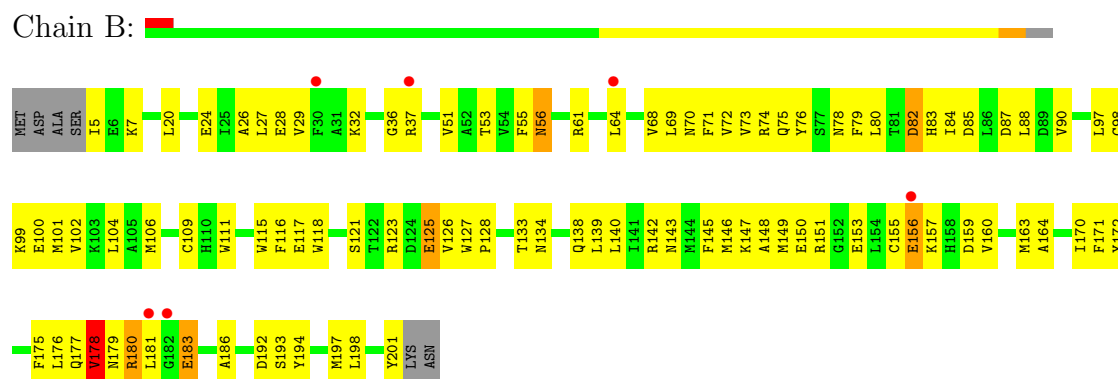 Chain B:
MET ASP ALA SER I5 E6 K7 L20 E24 I25 A26 L27 E28 V29 F30 A31 K32 G36 R37 V51 A52 T53 V54 F55 N56 R61 L64 V68 L69 N70 F71 V72 V73 R74 Q75 Y76 S77 N78 F79 L80 T81 D82 H83 I84 D85 L86 D87 L88 D89 V90 L97 C98
K99 E100 M101 V102 K103 L104 A105 M106 C109 H110 W111 W115 F116 E117 W118 S121 T122 R123 D124 E125 V126 W127 P128 T133 N134 Q138 L139 L140 I141 R142 N143 M144 F145 M146 K147 A148 M149 E150 R151 G152 E153 L154 C155 E156 K157 H158 D159 V160 M163 A164 I170 F171 Y172
F175 L176 Q177 V178 N179 R180 L181 G182 E183 A186 D192 S193 Y194 M197 L198 Y201 LYS ASN